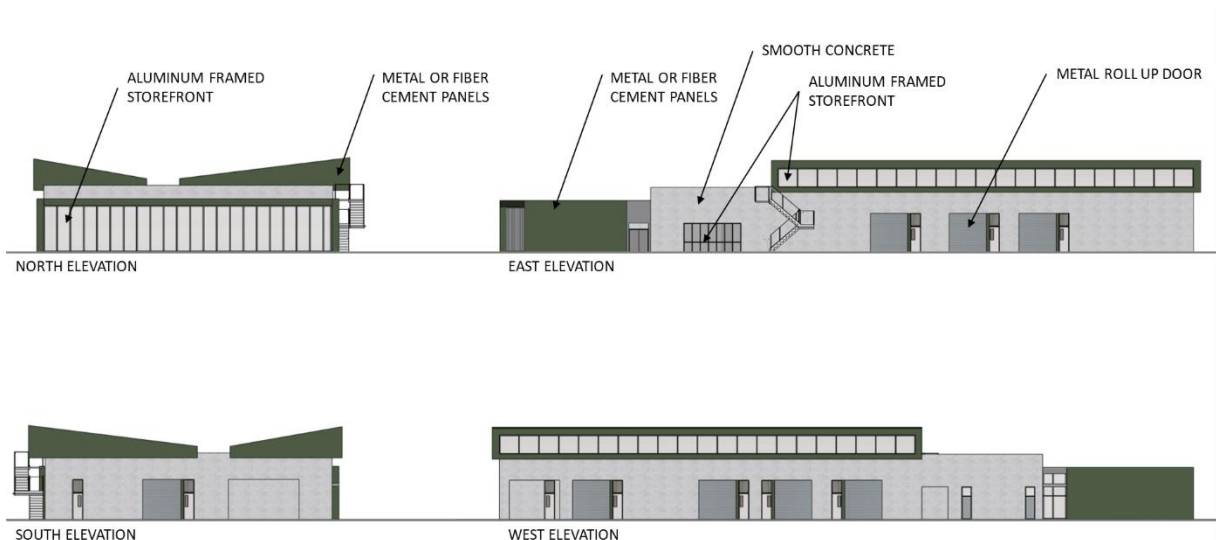 ALUMINUM FRAMED
STOREFRONT
METAL OR FIBER
CEMENT PANELS
NORTH ELEVATION
METAL OR FIBER
CEMENT PANELS
SMOOTH CONCRETE
ALUMINUM FRAMED
STOREFRONT
METAL ROLL UP DOOR
EAST ELEVATION
SOUTH ELEVATION
WEST ELEVATION